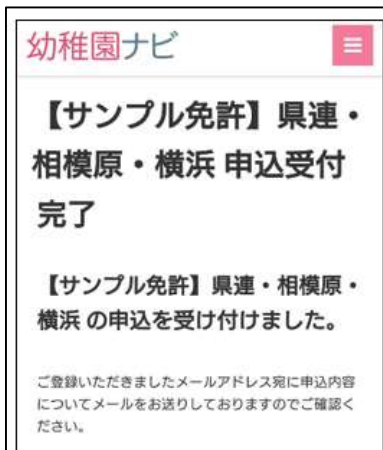 幼稚園ナビ
【サンプル免許】県連・
相模原・横浜 申込受付
完了
【サンプル免許】県連・相模原・
横浜 の申込を受け付けました。
ご登録いただきましたメールアドレス宛に申込内容
についてメールをお送りしておりますのでご確認く
ださい。